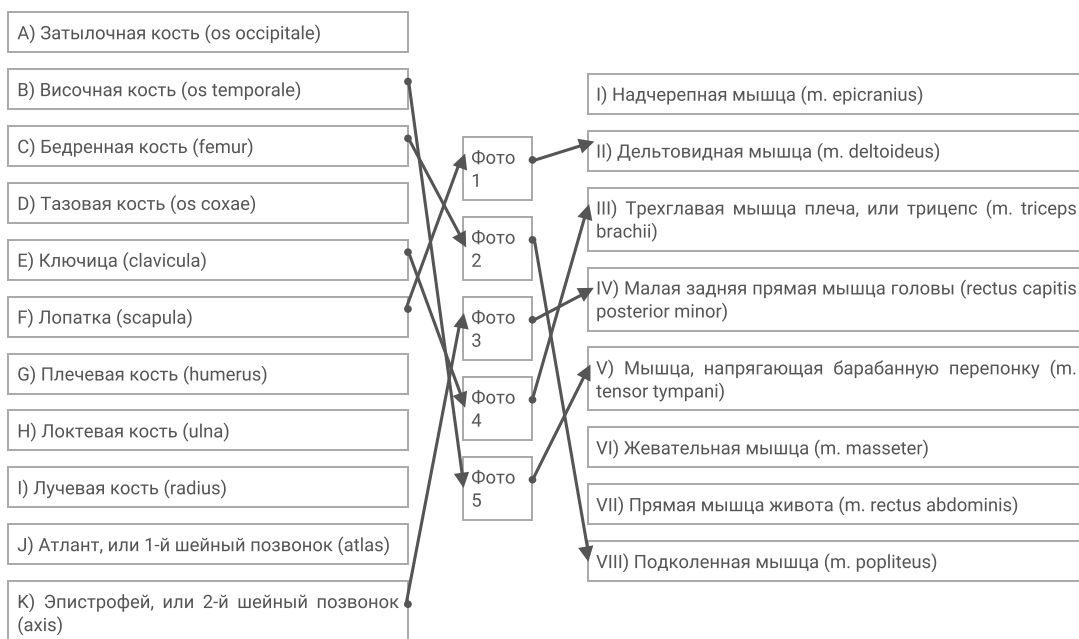 A) Затылочная кость (os occipitale)
B) Височная кость (os temporale)
C) Бедренная кость (femur)
D) Тазовая кость (os coxae)
E) Ключица (clavicula)
F) Лопатка (scapula)
G) Плечевая кость (humerus)
H) Локтевая кость (ulna)
I) Лучевая кость (radius)
J) Атлант, или 1-й шейный позвонок (atlas)
K) Эпистрофей, или 2-й шейный позвонок
(axis)
Фото
1
Фото
2
Фото
3
Фото
4
Фото
5
I) Надчерепная мышца (m. epicranius)
II) Дельтовидная мышца (m. deltoideus)
III) Трехглавая мышца плеча, или трицепс (m. triceps
brachii)
IV) Малая задняя прямая мышца головы (rectus capitis
posterior minor)
V) Мышца, напрягающая барабанную перепонку (m.
tensor tympani)
VI) Жевательная мышца (m. masseter)
VII) Прямая мышца живота (m. rectus abdominis)
VIII) Подколенная мышца (m. popliteus)